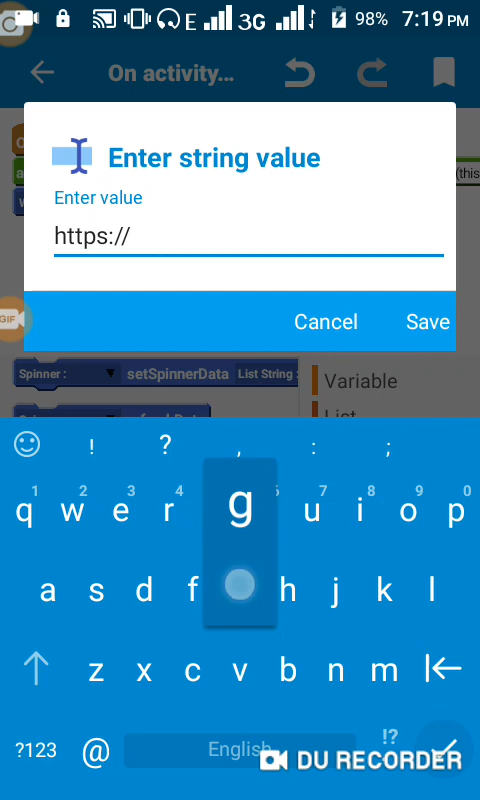 E 3G 98% 7:19 PM
On activity...
Enter string value
Enter value
https://
Cancel Save
GIF
(this
Spinner : setSpinnerData List String :
Variable
List
! ? , : ;
1 2 3 4 6 7 8 9 0
q w e r g u i o p
a s d f h j k l
z x c v b n m
?123 @ English !?
DU RECORDER